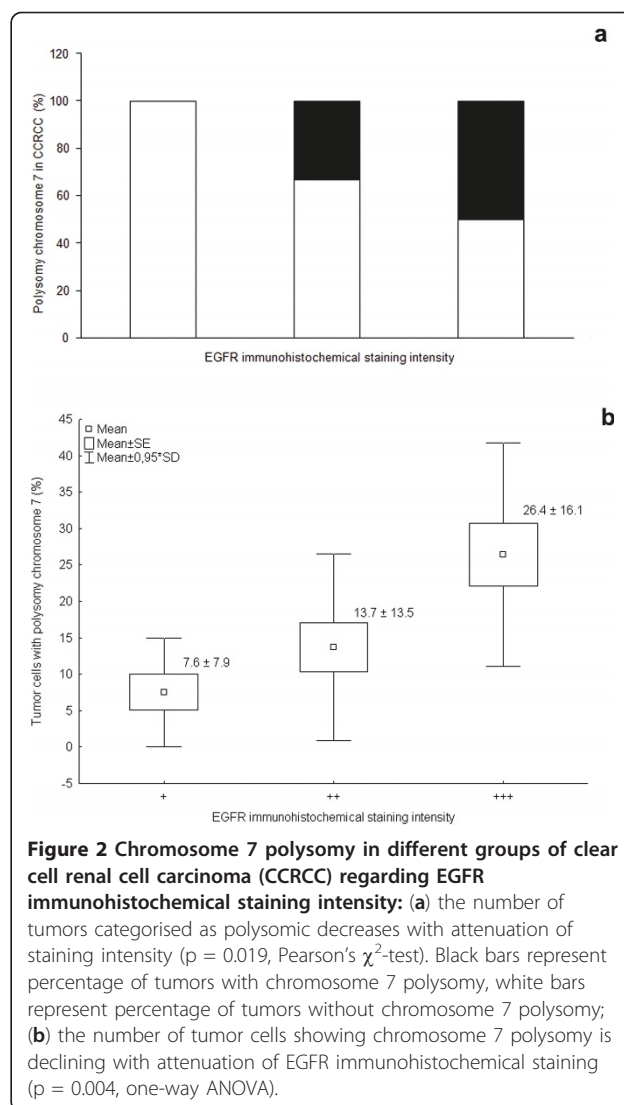 a
120
100
80
60
40
20
0
Polysomy chromosome 7 in CCRCC (%)
EGFR immunohistochemical staining intensity
b
45
40
35
30
25
20
15
10
5
0
-5
Tumor cells with polysomy chromosome 7 (%)
Mean
Mean±SE
Mean±0,95*SD
7.6 ± 7.9
13.7 ± 13.5
26.4 ± 16.1
+
++
+++
EGFR immunohistochemical staining intensity
Figure 2 Chromosome 7 polysomy in different groups of clear
cell renal cell carcinoma (CCRCC) regarding EGFR
immunohistochemical staining intensity: (a) the number of
tumors categorised as polysomic decreases with attenuation of
staining intensity (p = 0.019, Pearson's χ²-test). Black bars represent
percentage of tumors with chromosome 7 polysomy, white bars
represent percentage of tumors without chromosome 7 polysomy;
(b) the number of tumor cells showing chromosome 7 polysomy is
declining with attenuation of EGFR immunohistochemical staining
(p = 0.004, one-way ANOVA).